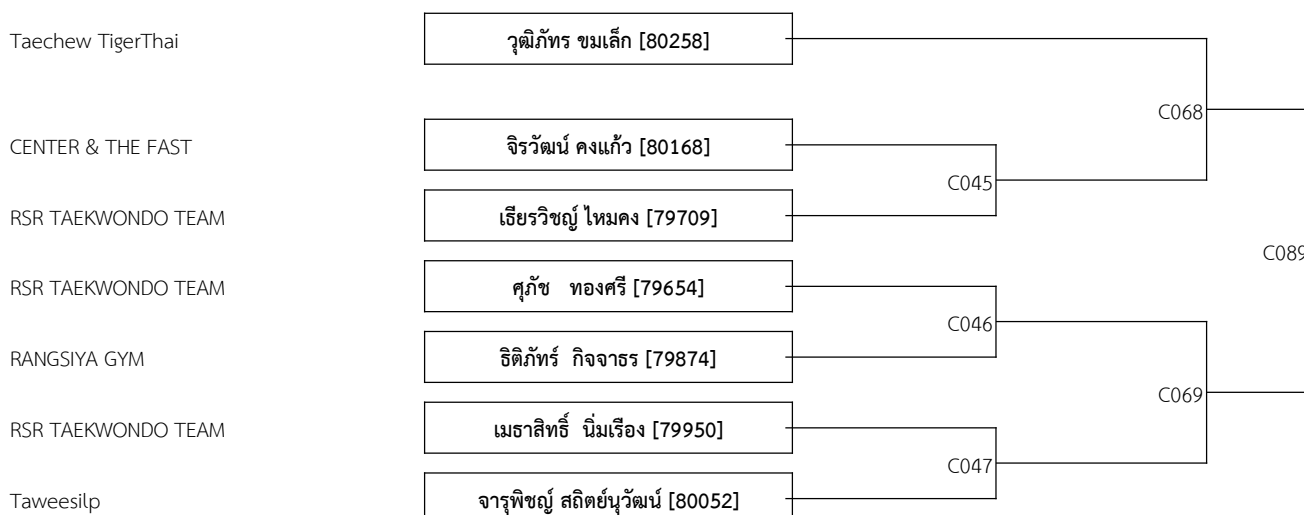 Taechew TigerThai วุฒิภัทร ขมเล็ก [80258]
C068
CENTER & THE FAST จิรวัฒน์ คงแก้ว [80168]
C045
RSR TAEKWONDO TEAM เธียรวิชญ์ ไหมคง [79709]
C089
RSR TAEKWONDO TEAM ศุภัช ทองศรี [79654]
C046
RANGSIYA GYM ธิติภัทร์ กิจจาธร [79874]
C069
RSR TAEKWONDO TEAM เมธาสิทธิ์ นิ่มเรือง [79950]
C047
Taweesilp จารุพิชญ์ สถิตย์นุวัฒน์ [80052]